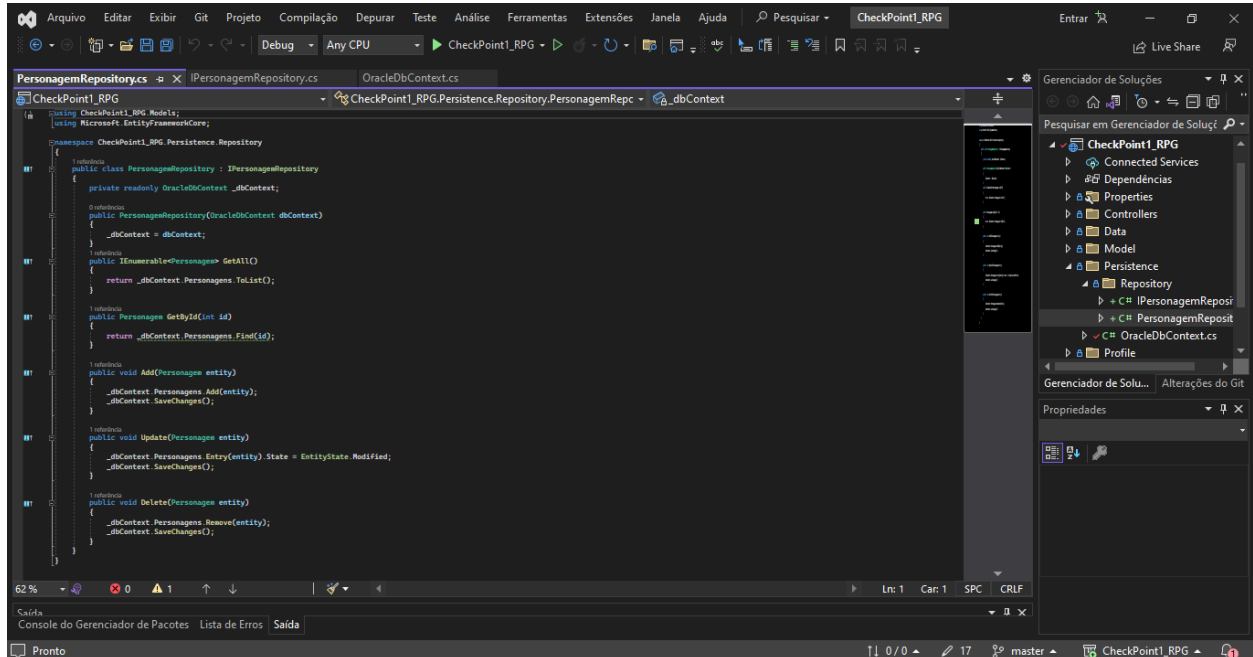 Arquivo Editar Exibir Git Projeto Compilação Depurar Teste Análise Ferramentas Extensões Janela Ajuda Pesquisar CheckPoint1_RPG Entrar
Debug Any CPU CheckPoint1_RPG Live Share
PersonagemRepository.cs IPersonagemRepository.cs OracleDbContext.cs
CheckPoint1_RPG CheckPoint1_RPG.Persistence.Repository.PersonagemRepc _dbContext
using CheckPoint1_RPG.Models;
using Microsoft.EntityFrameworkCore;
namespace CheckPoint1_RPG.Persistence.Repository
{
1 referência
public class PersonagemRepository : IPersonagemRepository
{
private readonly OracleDbContext _dbContext;
0 referências
public PersonagemRepository(OracleDbContext dbContext)
{
_dbContext = dbContext;
}
1 referência
public IEnumerable<Personagem> GetAll()
{
return _dbContext.Personagens.ToList();
}
1 referência
public Personagem GetById(int id)
{
return _dbContext.Personagens.Find(id);
}
1 referência
public void Add(Personagem entity)
{
_dbContext.Personagens.Add(entity);
_dbContext.SaveChanges();
}
1 referência
public void Update(Personagem entity)
{
_dbContext.Personagens.Entry(entity).State = EntityState.Modified;
_dbContext.SaveChanges();
}
1 referência
public void Delete(Personagem entity)
{
_dbContext.Personagens.Remove(entity);
_dbContext.SaveChanges();
}
}
}
62 % 0 1 Ln: 1 Car: 1 SPC CRLF
Saída
Console do Gerenciador de Pacotes Lista de Erros Saída
Gerenciador de Soluções
Pesquisar em Gerenciador de Soluçê
CheckPoint1_RPG
Connected Services
Dependências
Properties
Controllers
Data
Model
Persistence
Repository
+ C# IPersonagemReposit
+ C# PersonagemReposit
C# OracleDbContext.cs
Profile
Gerenciador de Solu... Alterações do Git
Propriedades
Pronto 0 / 0 17 master CheckPoint1_RPG 1